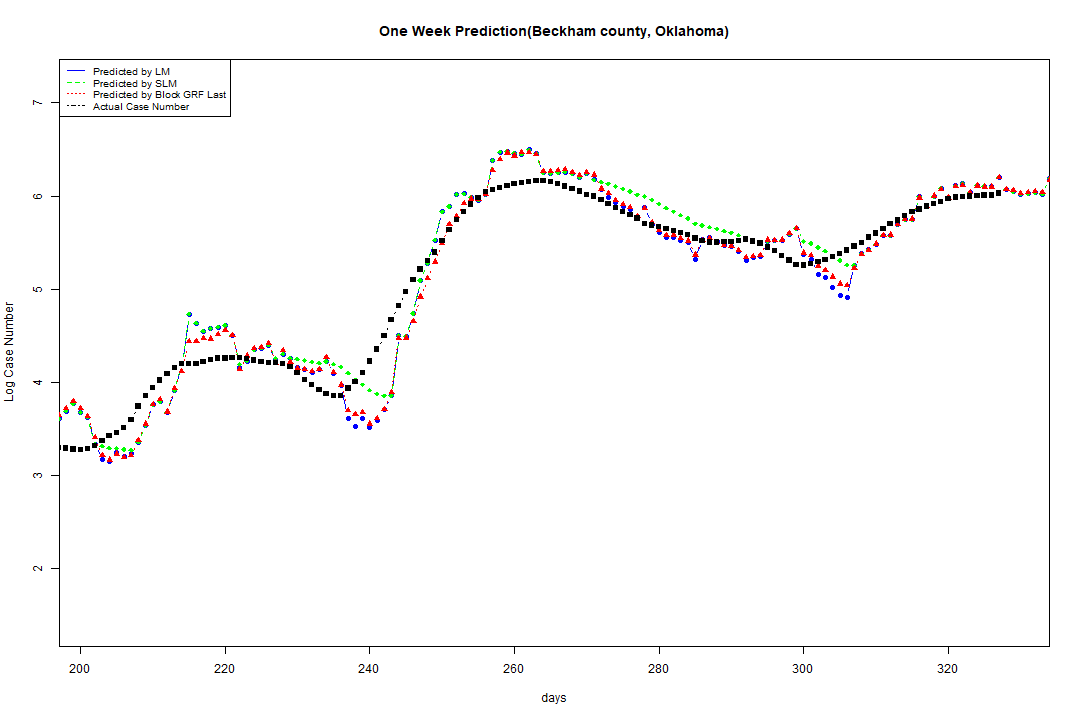 One Week Prediction(Beckham county, Oklahoma)
Predicted by LM
Predicted by SLM
Predicted by Block GRF Last
Actual Case Number
Log Case Number
7
6
5
4
3
2
200 220 240 260 280 300 320
days